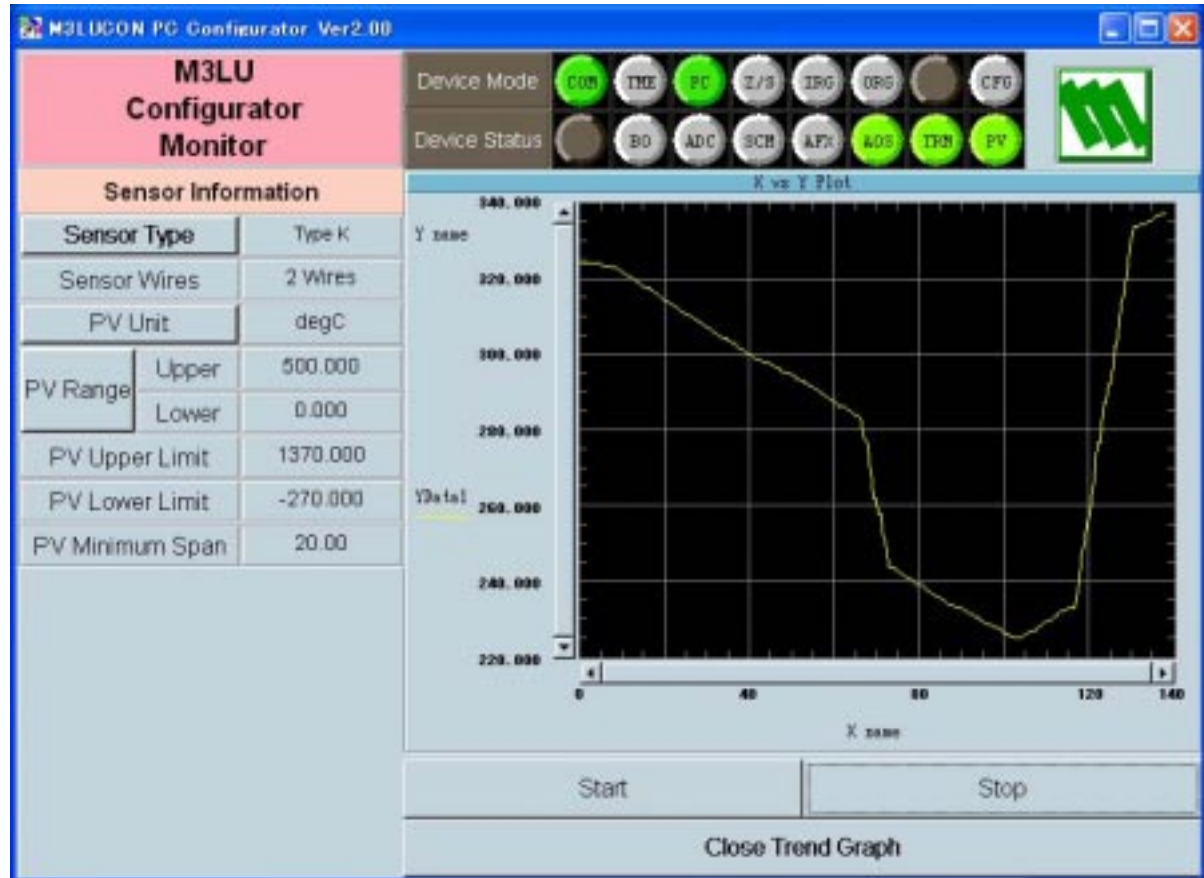 M3LUCON PC Configurator Ver2.00
M3LU
Configurator
Monitor
Device Mode COM TME PC Z/S IRG ORG CFG
Device Status BO ADC SCH AFX AOS TRM PV
Sensor Information
Sensor Type Type K
Sensor Wires 2 Wires
PV Unit degC
PV Range Upper 500.000
Lower 0.000
PV Upper Limit 1370.000
PV Lower Limit -270.000
PV Minimum Span 20.00
X vs Y Plot
Y name
340.000
320.000
300.000
280.000
YData1
260.000
240.000
220.000
0 40 80 120 140
X name
Start Stop
Close Trend Graph